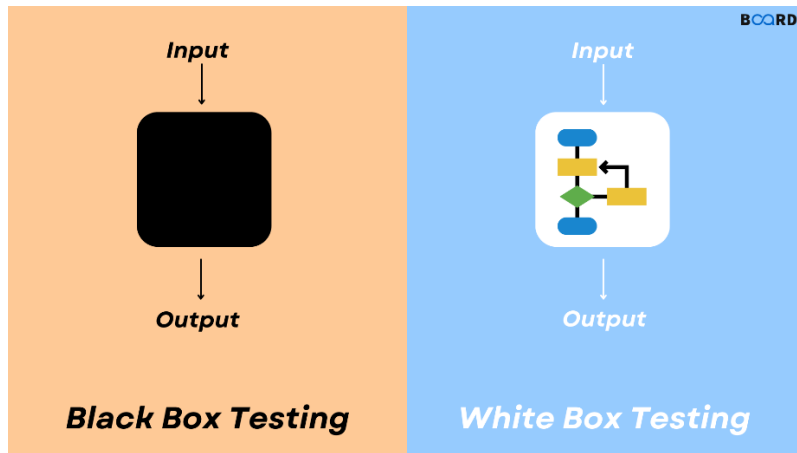 BOARD
Input
Output
Black Box Testing
Input
Output
White Box Testing